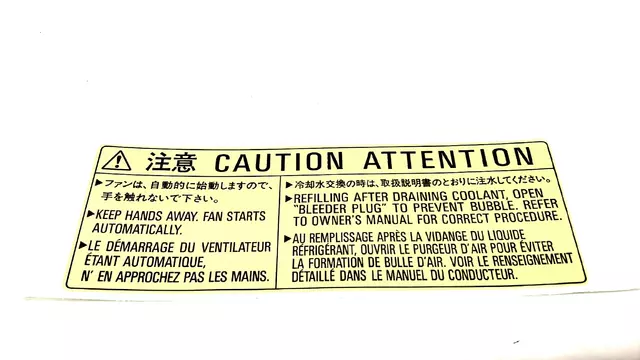 注意 CAUTION ATTENTION
▶ファンは、自動的に始動しますので、
手を触れないで下さい。
▶KEEP HANDS AWAY. FAN STARTS
AUTOMATICALLY.
▶LE DÉMARRAGE DU VENTILATEUR
ÉTANT AUTOMATIQUE,
N' EN APPROCHEZ PAS LES MAINS.
▶冷却水交換の時は、取扱説明書のとおりに注水してください。
▶REFILLING AFTER DRAINING COOLANT, OPEN
"BLEEDER PLUG" TO PREVENT BUBBLE. REFER
TO OWNER'S MANUAL FOR CORRECT PROCEDURE.
▶AU REMPLISSAGE APRÈS LA VIDANGE DU LIQUIDE
RÉFRIGÉRANT, OUVRIR LE PURGEUR D'AIR POUR ÉVITER
LA FORMATION DE BULLE D'AIR. VOIR LE RENSEIGNEMENT
DÉTAILLÉ DANS LE MANUEL DU CONDUCTEUR.